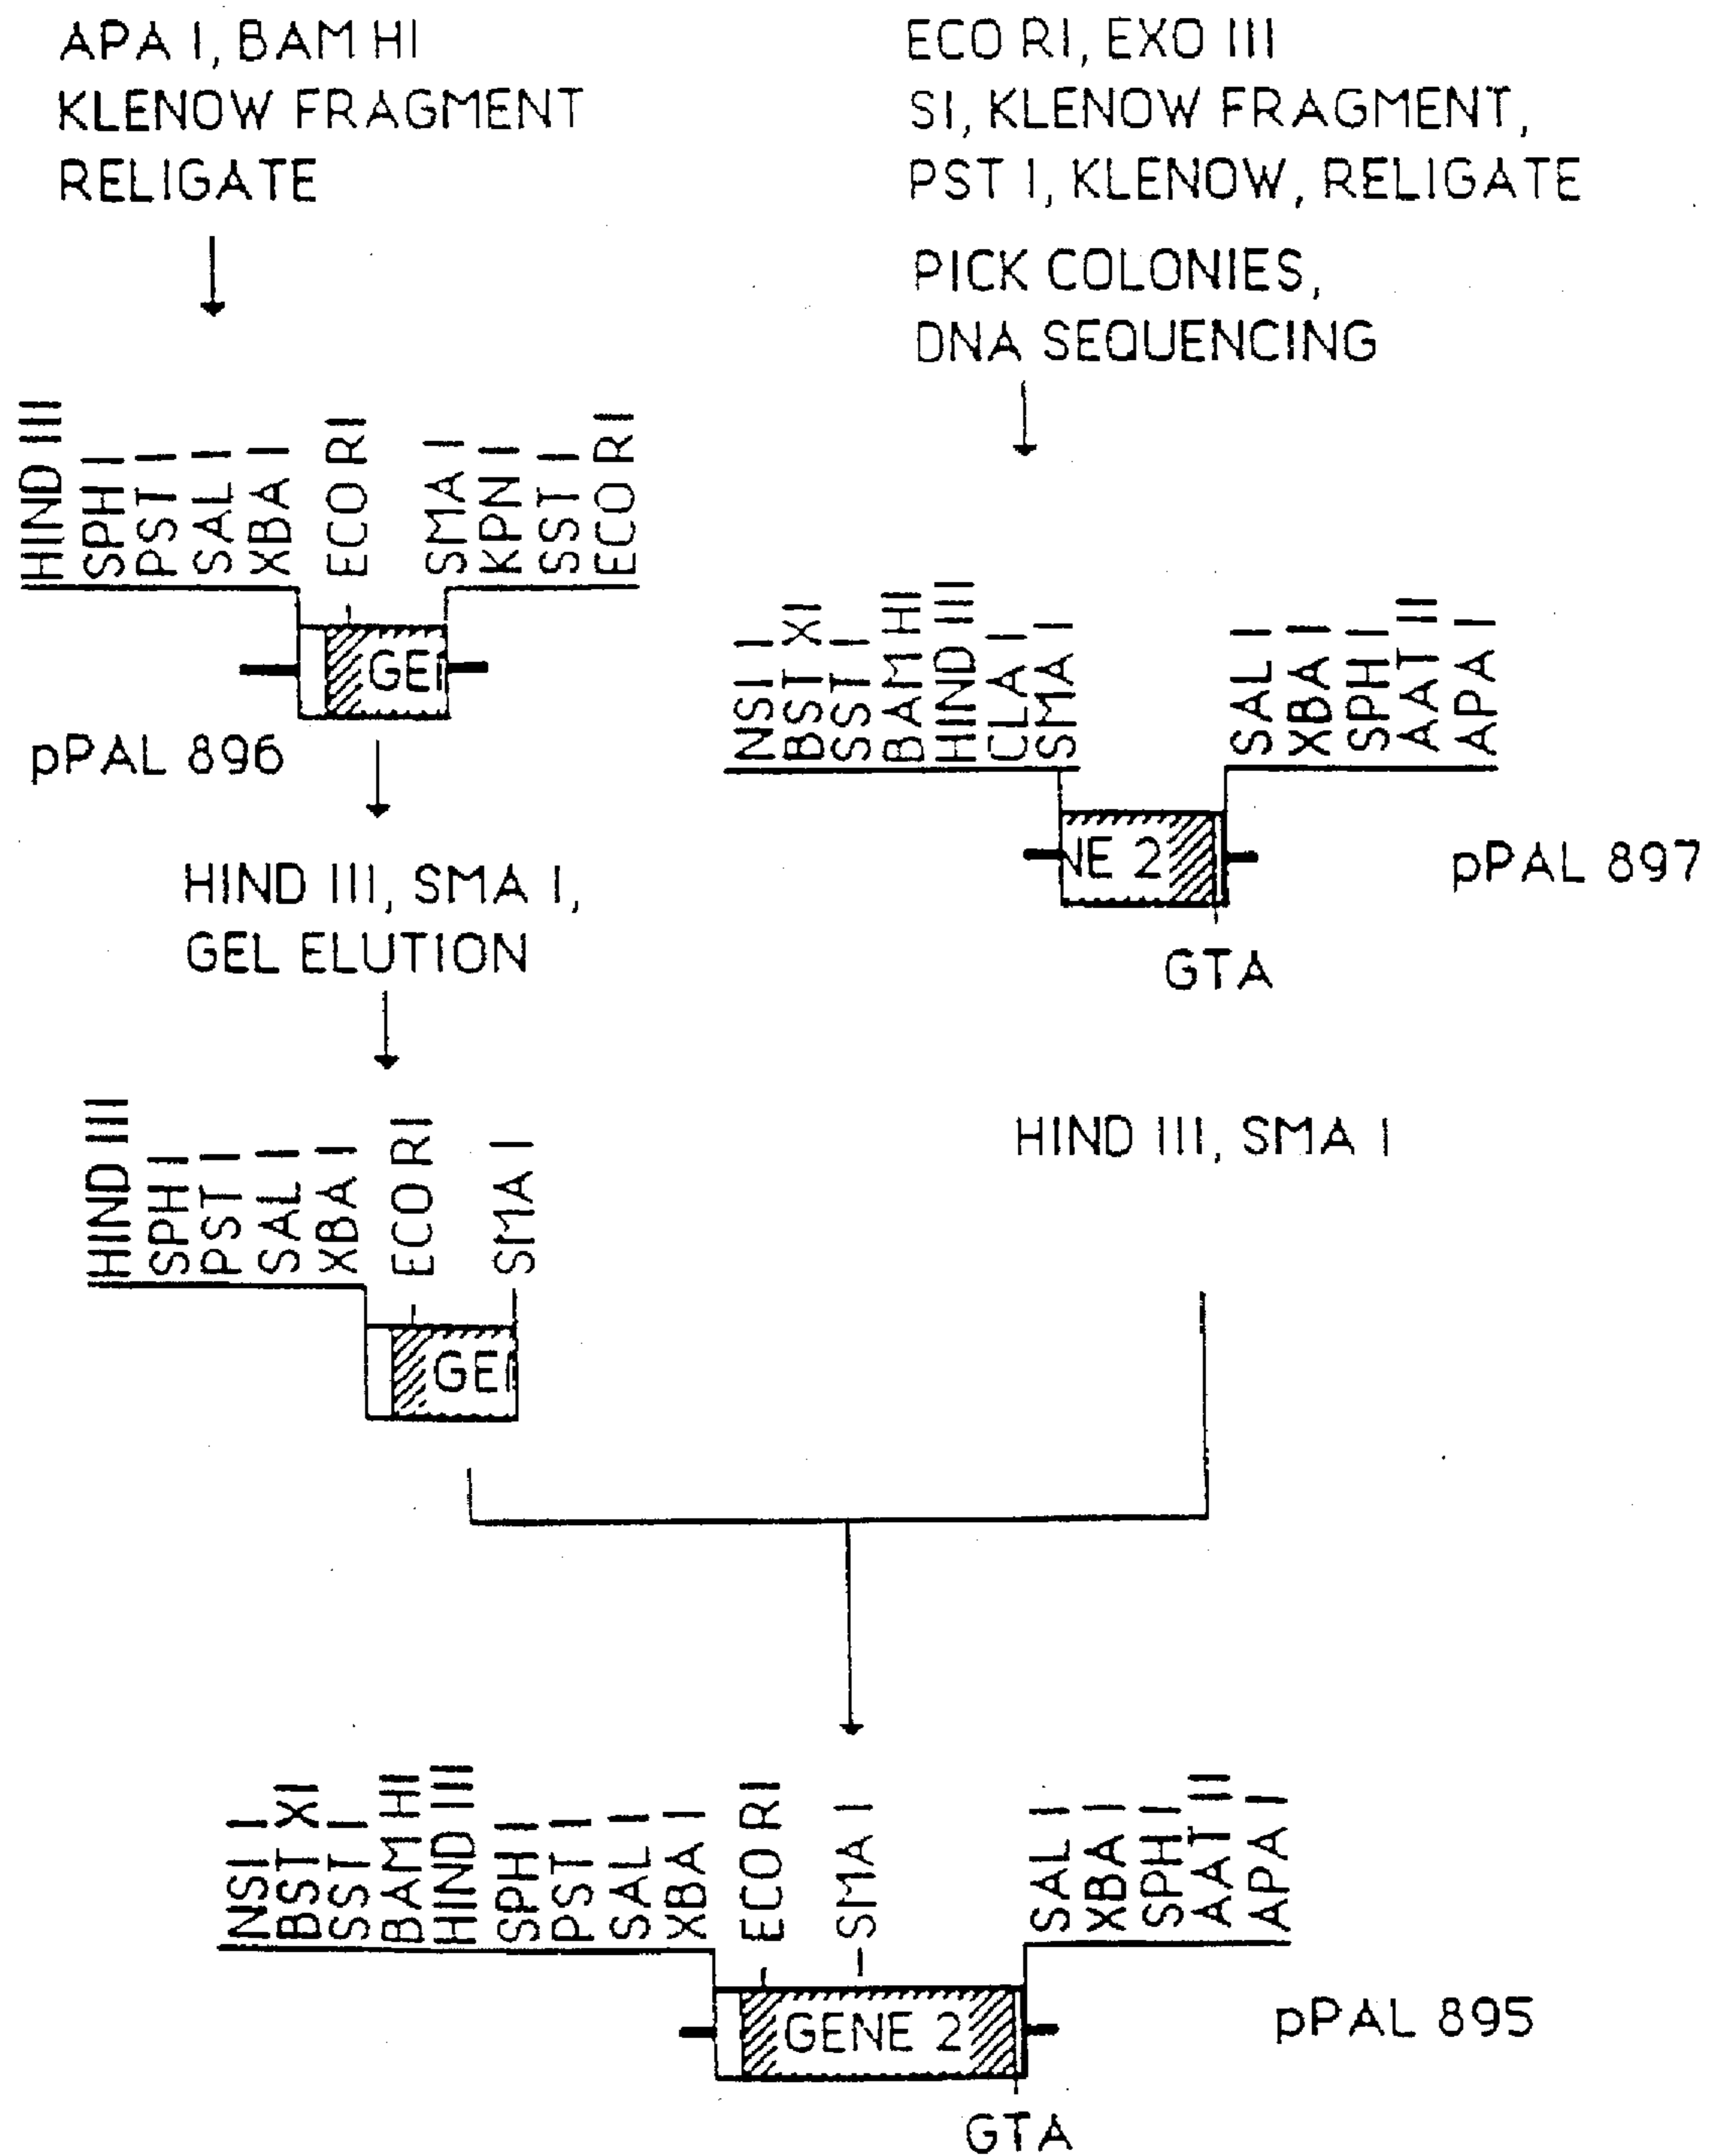 APA I, BAM HI
KLENOW FRAGMENT
RELIGATE
ECO RI, EXO III
SI, KLENOW FRAGMENT,
PST I, KLENOW, RELIGATE
PICK COLONIES,
DNA SEQUENCING
HIND III
SPH I
PST I
SAL I
XBA I
ECO RI
SMA I
KPN I
SST I
ECO RI
GEN
pPAL 896
NSI I
BST XI
SST I
BAM HI
HIND III
CLA I
SMA I
SAL I
XBA I
SPH I
AAT II
APA I
NE 2
pPAL 897
GTA
HIND III, SMA I,
GEL ELUTION
HIND III
SPH I
PST I
SAL I
XBA I
ECO RI
SMA I
GEN
HIND III, SMA I
NSI I
BST XI
SST I
BAM HI
HIND III
SPH I
PST I
SAL I
XBA I
ECO RI
SMA I
SAL I
XBA I
SPH I
AAT II
APA I
GENE 2
pPAL 895
GTA